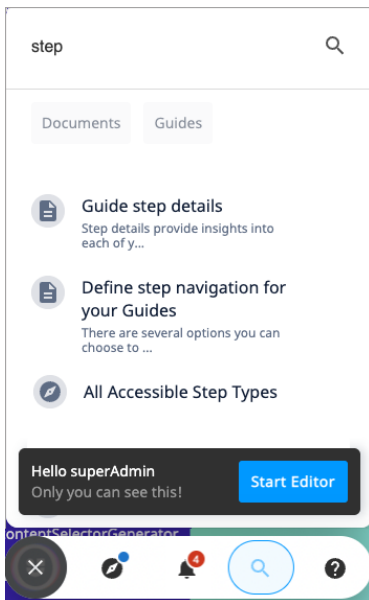 step
Documents Guides
Guide step details
Step details provide insights into
each of y...
Define step navigation for
your Guides
There are several options you can
choose to ...
All Accessible Step Types
Hello superAdmin
Only you can see this!
Start Editor
ontentSelectorGenerator
4